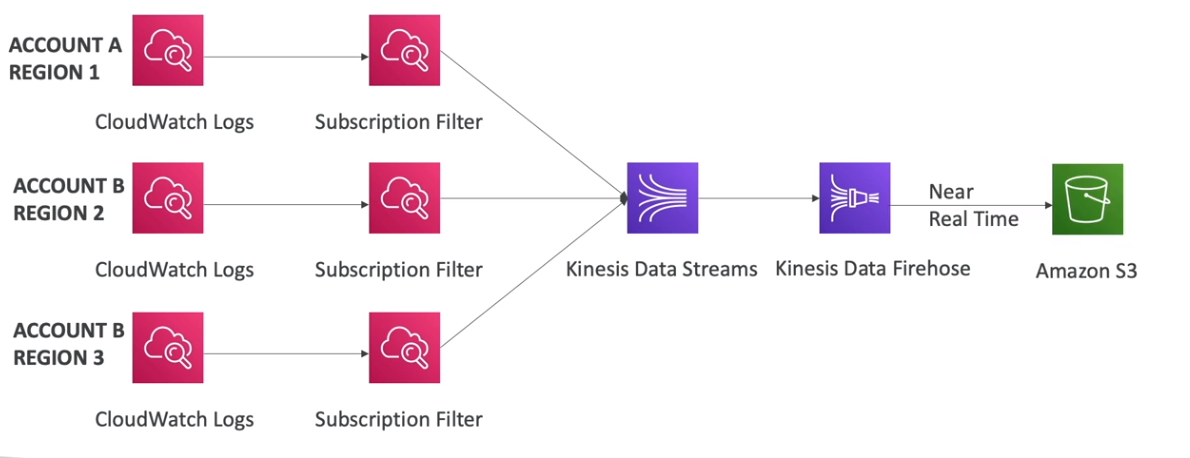 ACCOUNT A
REGION 1
CloudWatch Logs
Subscription Filter
ACCOUNT B
REGION 2
CloudWatch Logs
Subscription Filter
Kinesis Data Streams
Kinesis Data Firehose
Near
Real Time
Amazon S3
ACCOUNT B
REGION 3
CloudWatch Logs
Subscription Filter